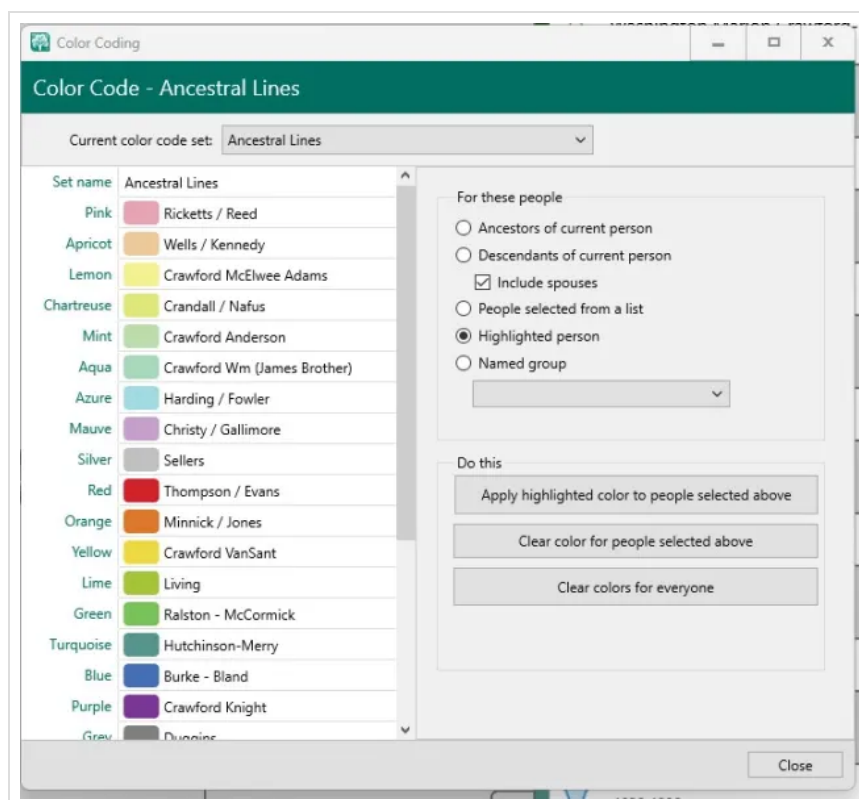 Color Coding
Color Code - Ancestral Lines
Current color code set: Ancestral Lines
Set name Ancestral Lines
Pink Ricketts / Reed
Apricot Wells / Kennedy
Lemon Crawford McElwee Adams
Chartreuse Crandall / Nafus
Mint Crawford Anderson
Aqua Crawford Wm (James Brother)
Azure Harding / Fowler
Mauve Christy / Gallimore
Silver Sellers
Red Thompson / Evans
Orange Minnick / Jones
Yellow Crawford VanSant
Lime Living
Green Ralston - McCormick
Turquoise Hutchinson-Merry
Blue Burke - Bland
Purple Crawford Knight
Grey Duggins
For these people
Ancestors of current person
Descendants of current person
Include spouses
People selected from a list
Highlighted person
Named group
Do this
Apply highlighted color to people selected above
Clear color for people selected above
Clear colors for everyone
Close